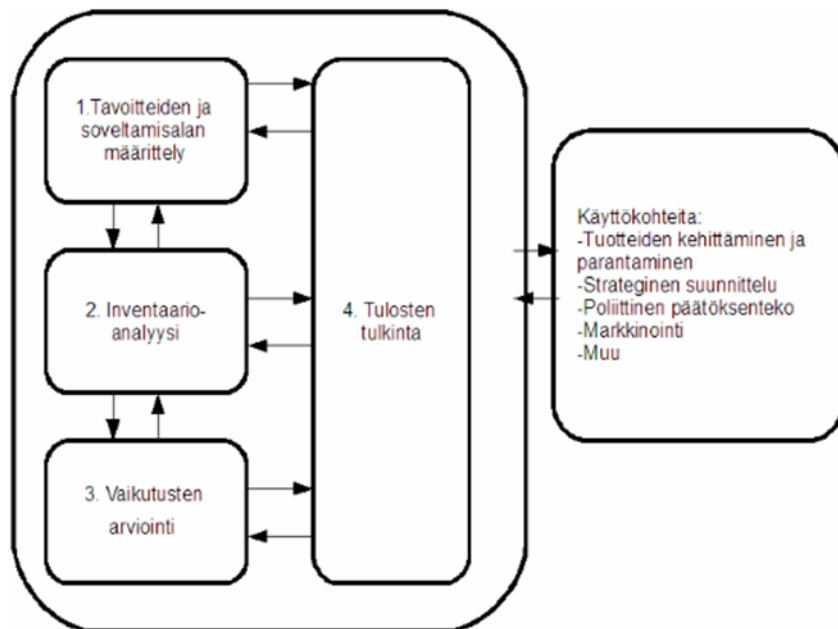 1.Tavoitteiden ja
soveltamisalan
määrittely
2. Inventaario-
analyysi
3. Vaikutusten
arviointi
4. Tulosten
tulkinta
Käyttökohteita:
-Tuotteiden kehittäminen ja
parantaminen
-Strateginen suunnittelu
-Poliittinen päätöksenteko
-Markkinointi
-Muu